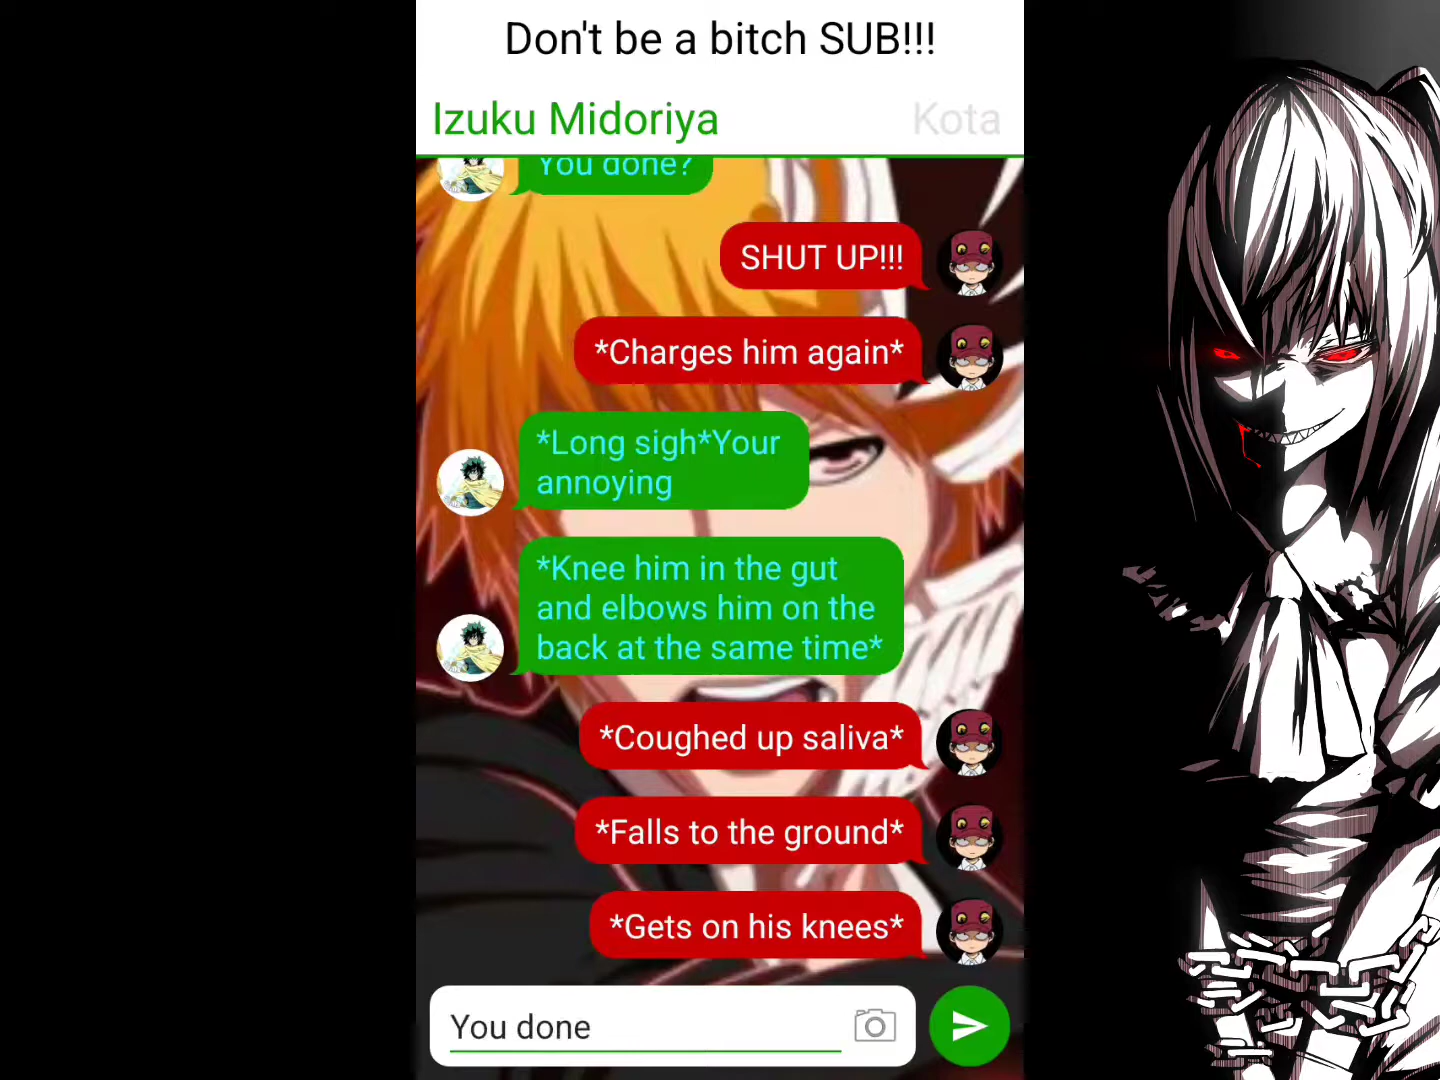 Don't be a bitch SUB!!!
Izuku Midoriya
Kota
You done?
SHUT UP!!!
*Charges him again*
*Long sigh*Your
annoying
*Knee him in the gut
and elbows him on the
back at the same time*
*Coughed up saliva*
*Falls to the ground*
*Gets on his knees*
You done